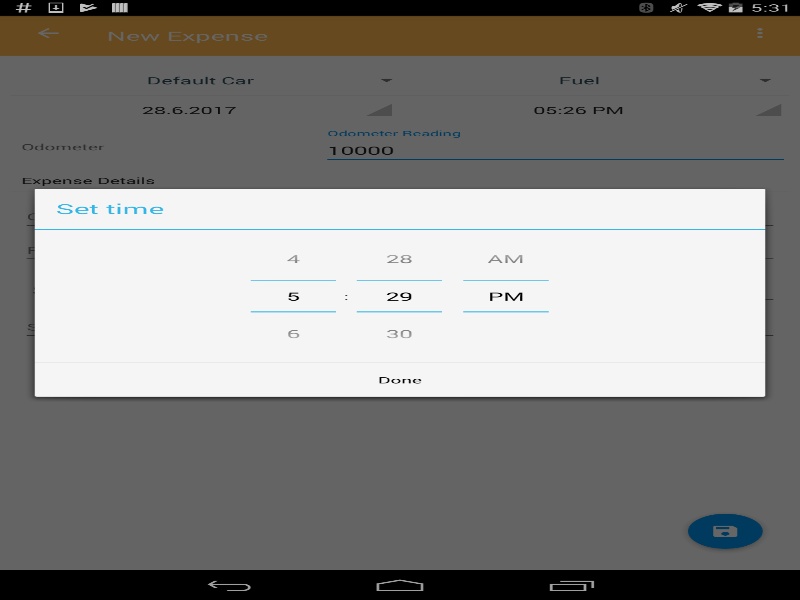 # 5:31
New Expense
Default Car Fuel
28.6.2017 05:26 PM
Odometer Reading
Odometer 10000
Expense Details
Set time
4 28 AM
5 : 29 PM
6 30
Done